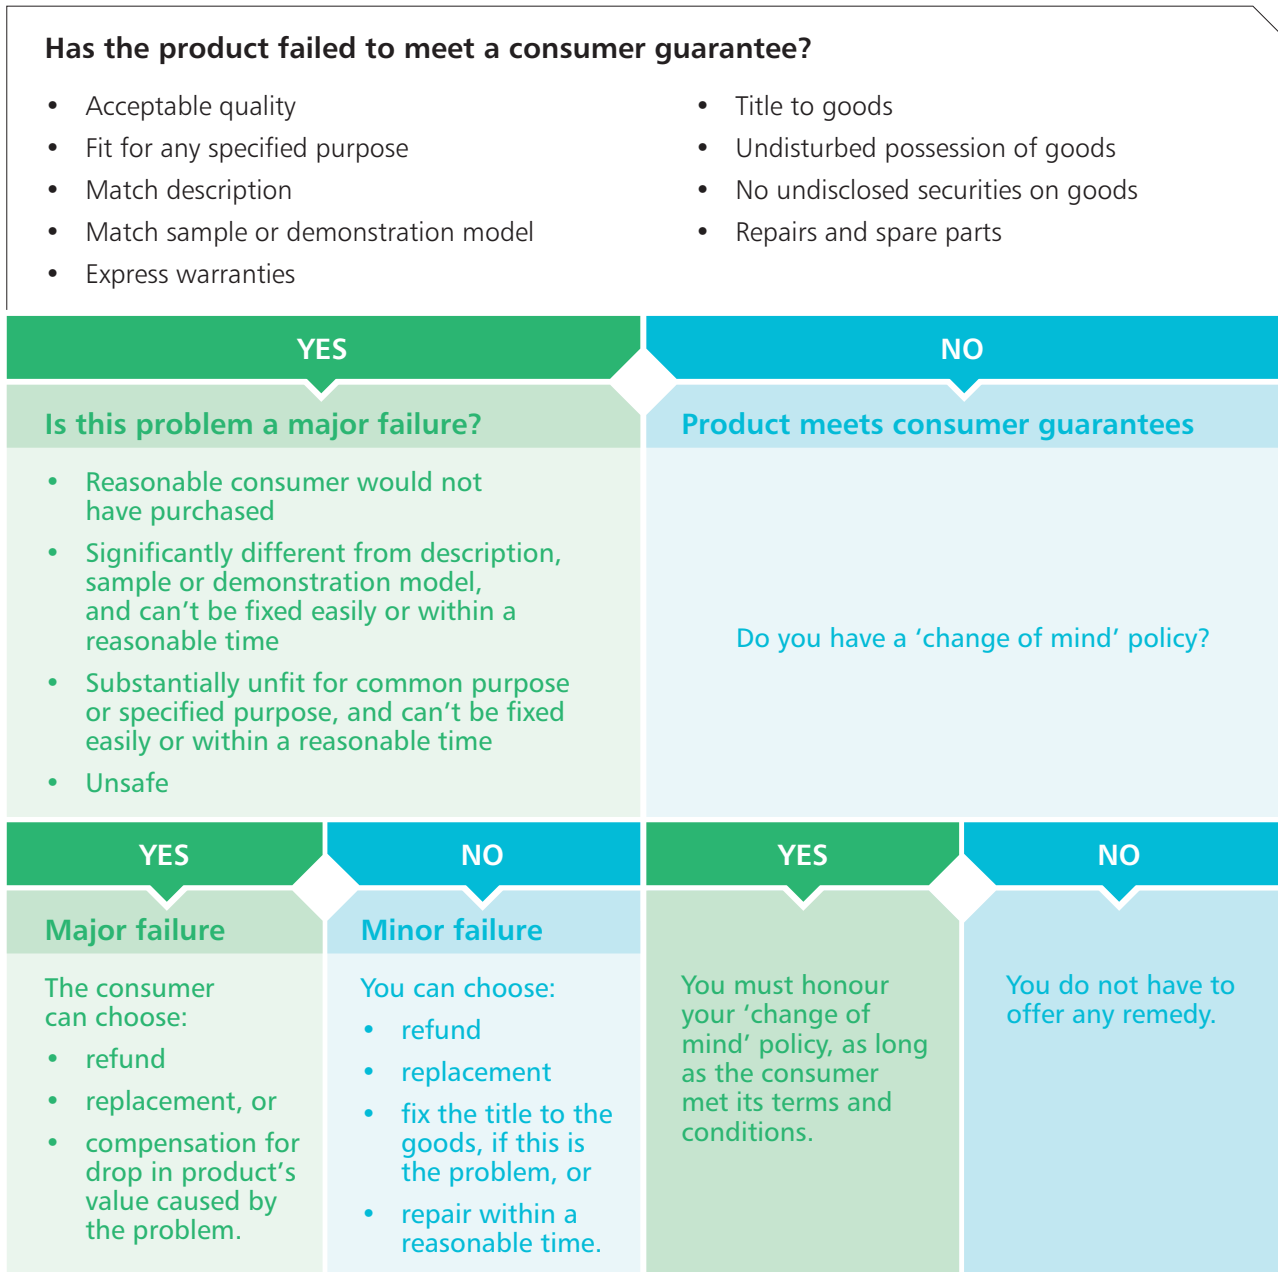 Has the product failed to meet a consumer guarantee?
• Acceptable quality
• Fit for any specified purpose
• Match description
• Match sample or demonstration model
• Express warranties
• Title to goods
• Undisturbed possession of goods
• No undisclosed securities on goods
• Repairs and spare parts
YES
Is this problem a major failure?
• Reasonable consumer would not
have purchased
• Significantly different from description,
sample or demonstration model,
and can’t be fixed easily or within a
reasonable time
• Substantially unfit for common purpose
or specified purpose, and can’t be fixed
easily or within a reasonable time
• Unsafe
NO
Product meets consumer guarantees
Do you have a ‘change of mind’ policy?
YES
Major failure
The consumer
can choose:
• refund
• replacement, or
• compensation for
drop in product’s
value caused by
the problem.
NO
Minor failure
You can choose:
• refund
• replacement
• fix the title to the
goods, if this is
the problem, or
• repair within a
reasonable time.
YES
You must honour
your ‘change of
mind’ policy, as long
as the consumer
met its terms and
conditions.
NO
You do not have to
offer any remedy.